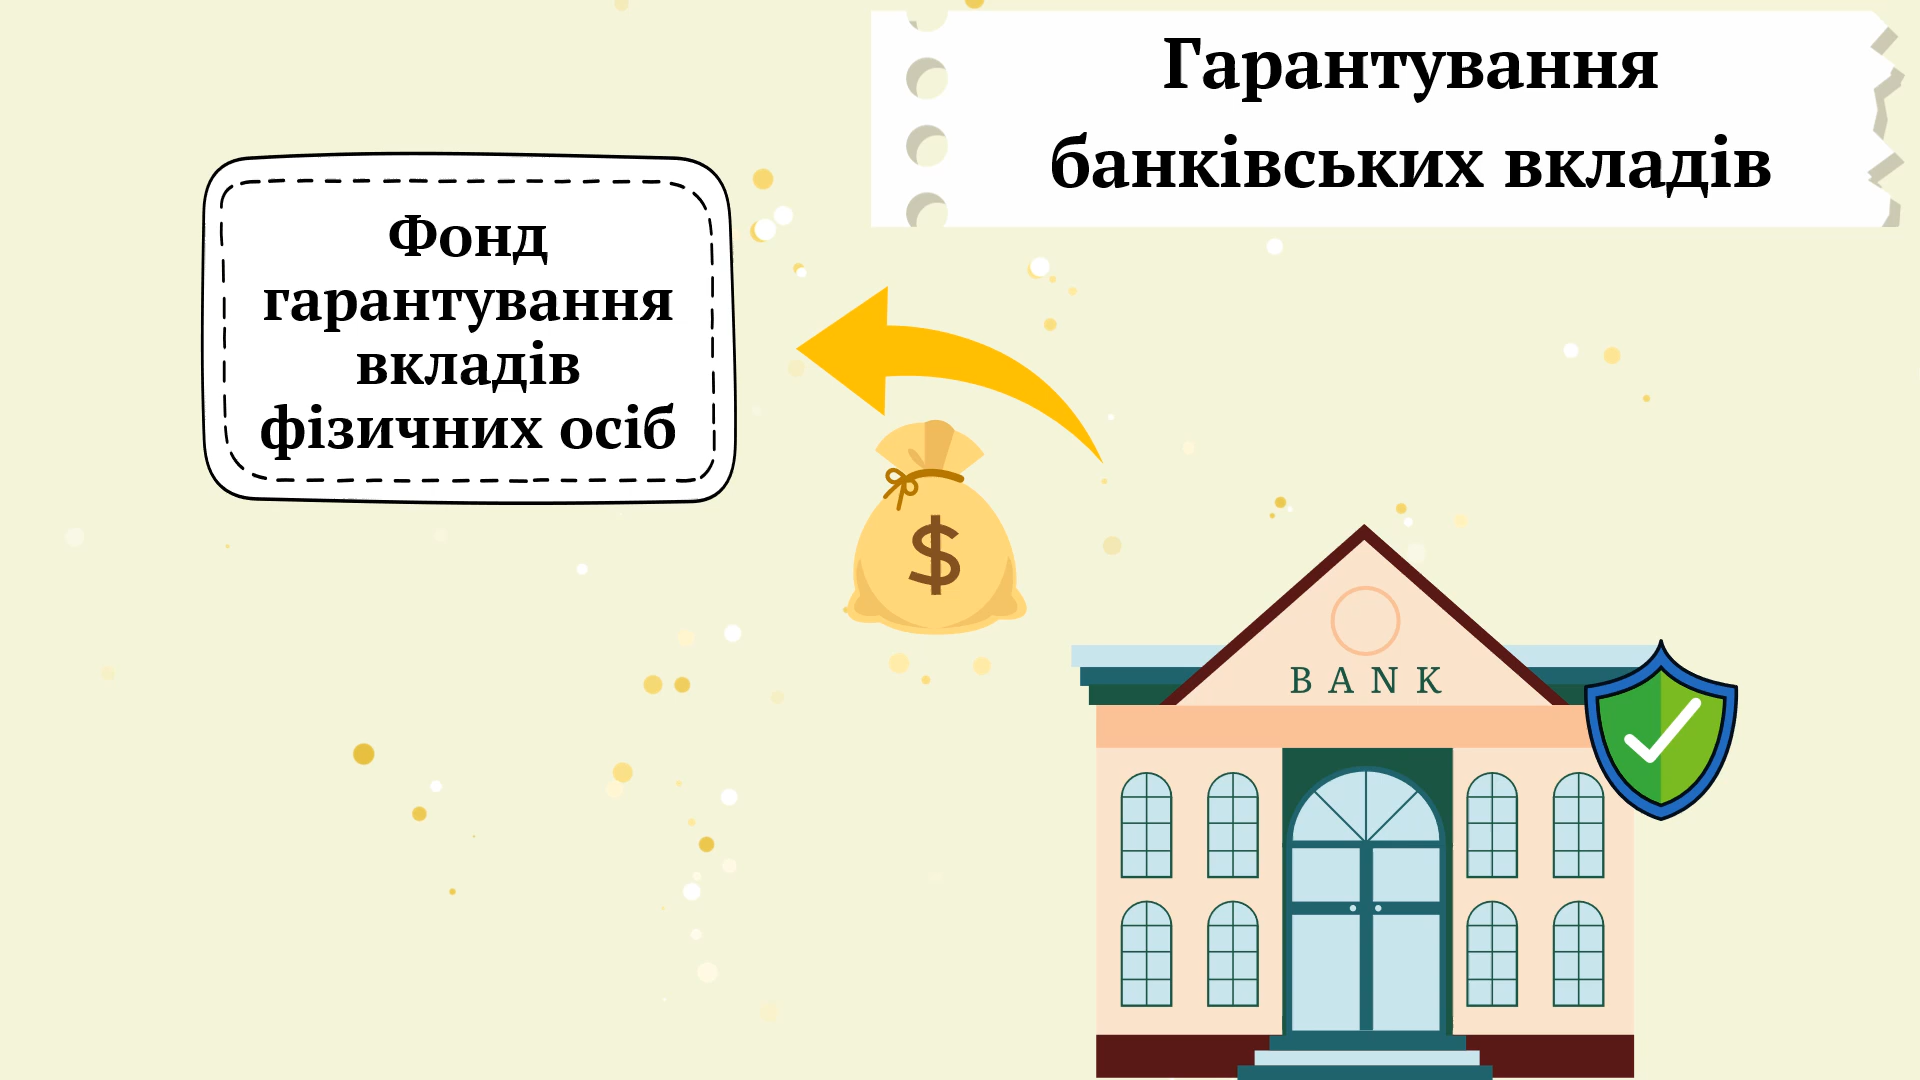 Гарантування
банківських вкладів
Фонд
гарантування
вкладів
фізичних осіб
$
BANK